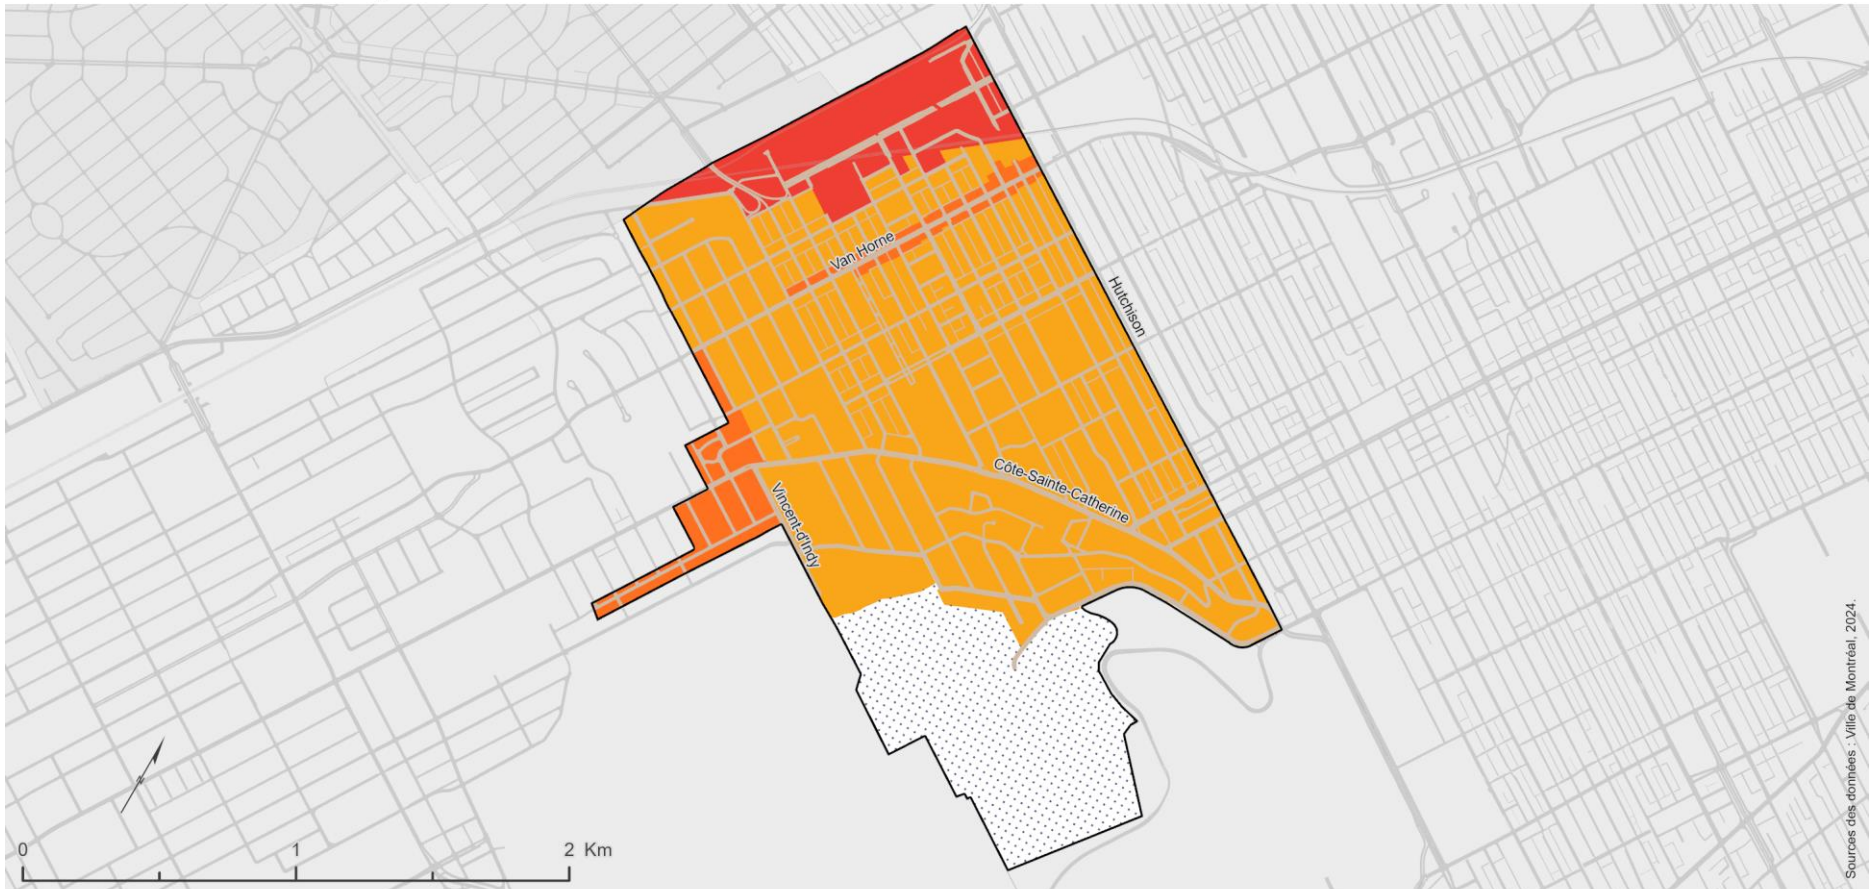 Van Horne
Hutchison
Côte-Sainte-Catherine
Vincent-d'Indy
N
0 1 2 Km
Sources des données : Ville de Montréal, 2024.